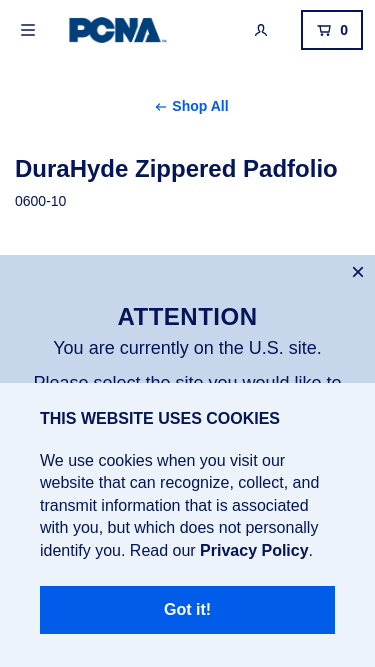 PCNA
0
← Shop All
DuraHyde Zippered Padfolio
0600-10
×
ATTENTION
You are currently on the U.S. site.
Please select the site you would like to
THIS WEBSITE USES COOKIES
We use cookies when you visit our
website that can recognize, collect, and
transmit information that is associated
with you, but which does not personally
identify you. Read our Privacy Policy.
Got it!